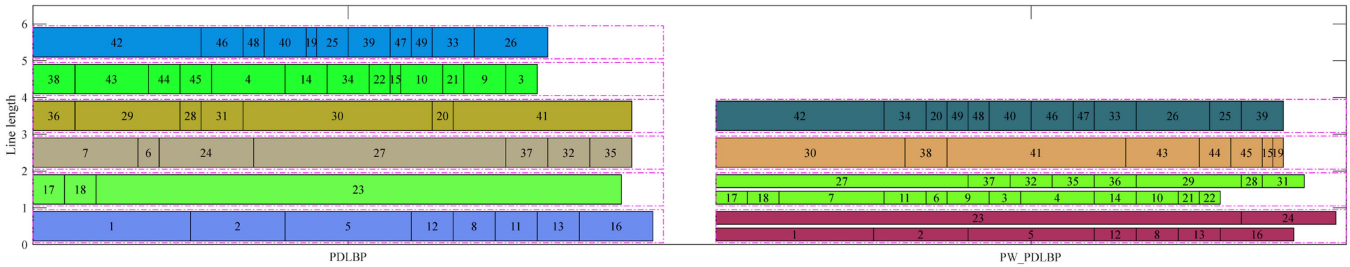 6
42 46 48 40 19 25 39 47 49 33 26
5
38 43 44 45 4 14 34 22 15 10 21 9 3
4
36 29 28 31 30 20 41
42 34 20 49 48 40 46 47 33 26 25 39
3
7 6 24 27 37 32 35
30 38 41 43 44 45 15 19
2
17 18 23
27 37 32 35 36 29 28 31
17 18 7 11 6 9 3 4 14 10 21 22
1
1 2 5 12 8 11 13 16
23 24
1 2 5 12 8 13 16
0
Line length
PDLBP
PW_PDLBP